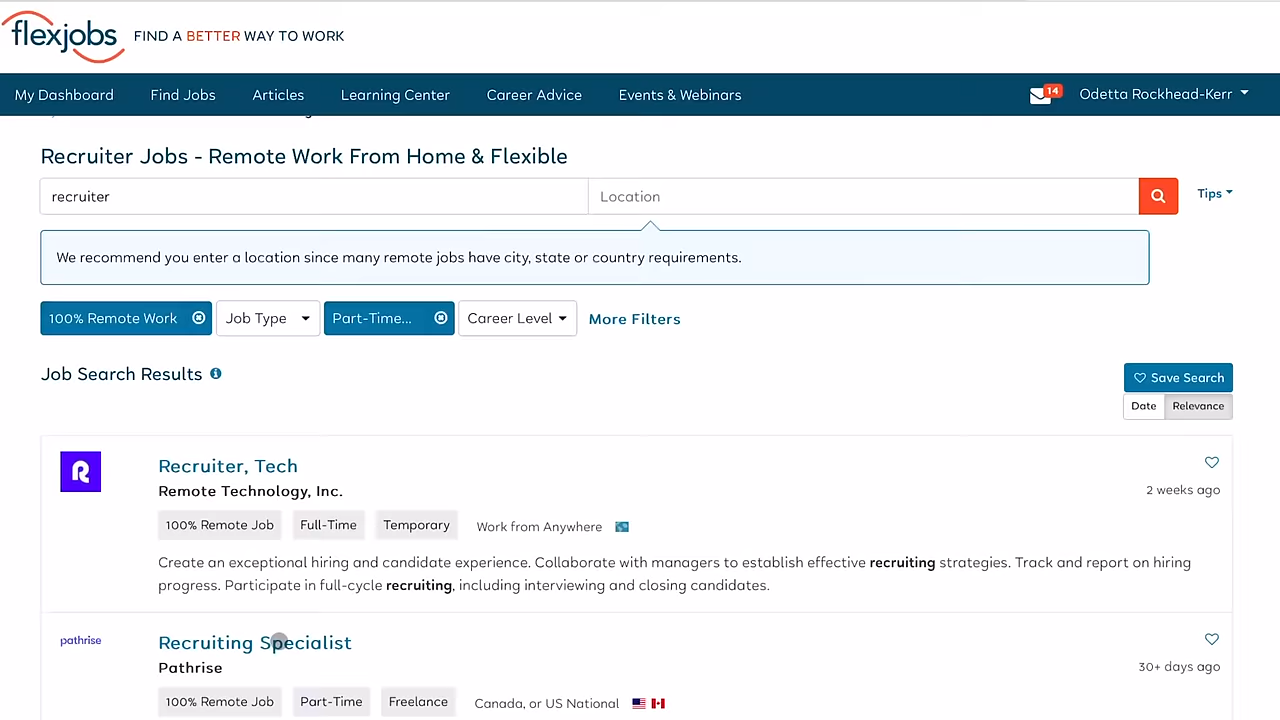 flexjobs FIND A BETTER WAY TO WORK
My Dashboard Find Jobs Articles Learning Center Career Advice Events & Webinars 14 Odetta Rockhead-Kerr
Recruiter Jobs - Remote Work From Home & Flexible
recruiter Location Tips
We recommend you enter a location since many remote jobs have city, state or country requirements.
100% Remote Work Job Type Part-Time... Career Level More Filters
Job Search Results Save Search
Date Relevance
R Recruiter, Tech
Remote Technology, Inc. 2 weeks ago
100% Remote Job Full-Time Temporary Work from Anywhere
Create an exceptional hiring and candidate experience. Collaborate with managers to establish effective recruiting strategies. Track and report on hiring
progress. Participate in full-cycle recruiting, including interviewing and closing candidates.
pathrise Recruiting Specialist
Pathrise 30+ days ago
100% Remote Job Part-Time Freelance Canada, or US National